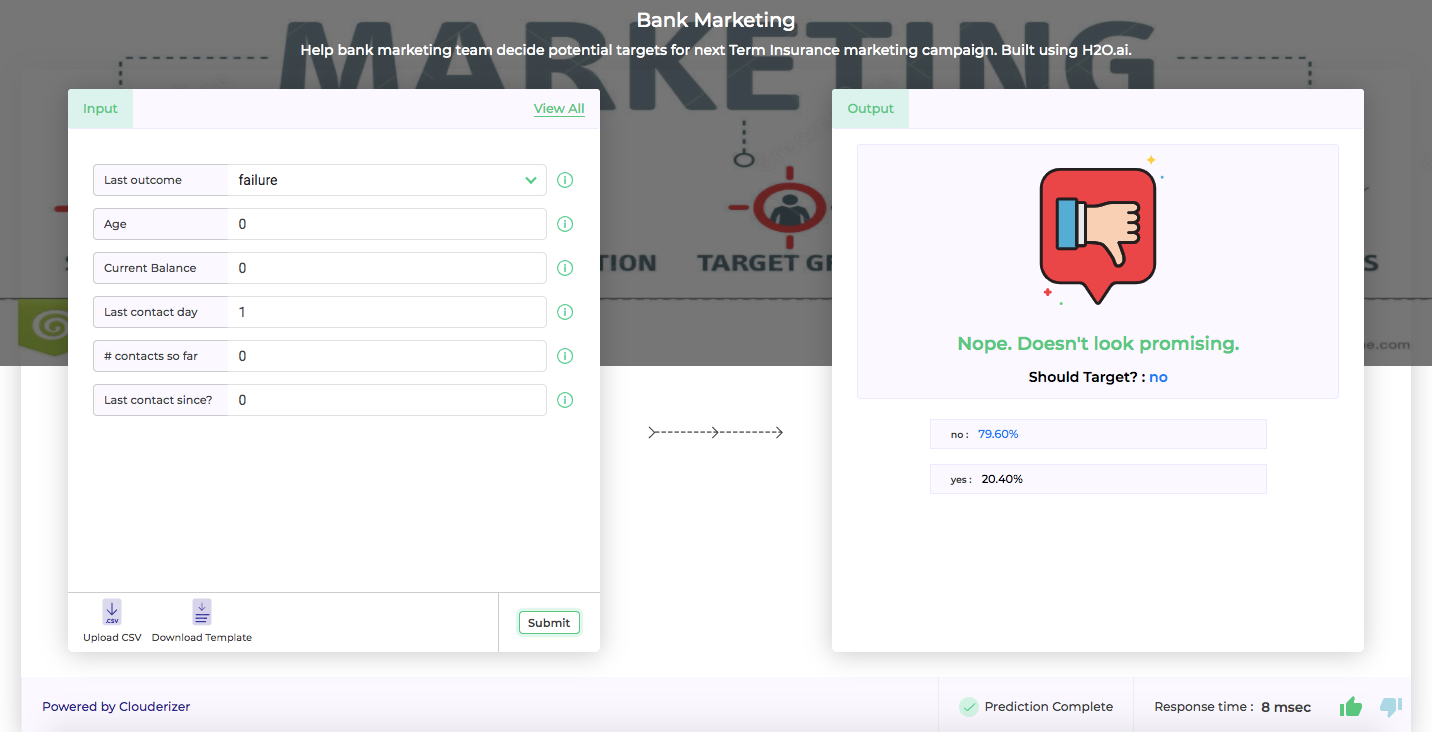 Bank Marketing
Help bank marketing team decide potential targets for next Term Insurance marketing campaign. Built using H2O.ai.
MARKETING
Input
View All
Output
Last outcome
failure
Age
0
Current Balance
0
Last contact day
1
# contacts so far
0
Last contact since?
0
TION
TARGET GR
S
e.com
Nope. Doesn't look promising.
Should Target? : no
no : 79.60%
yes : 20.40%
.CSV
Upload CSV
Download Template
Submit
Powered by Clouderizer
Prediction Complete
Response time : 8 msec